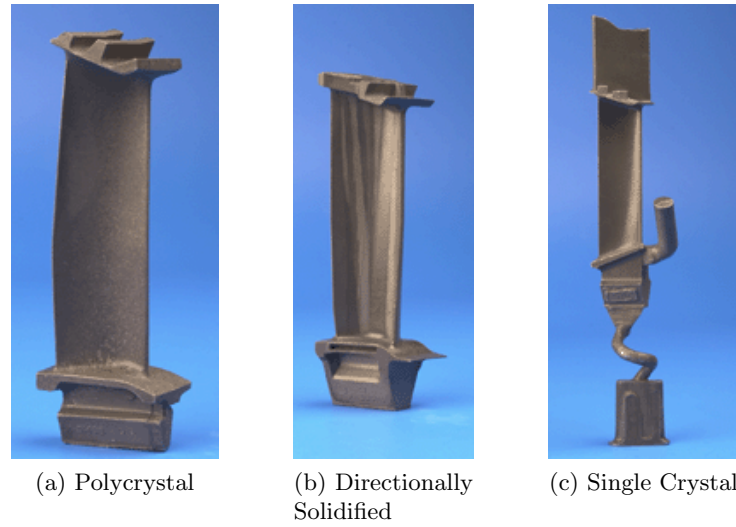 (a) Polycrystal
(b) Directionally
Solidified
(c) Single Crystal